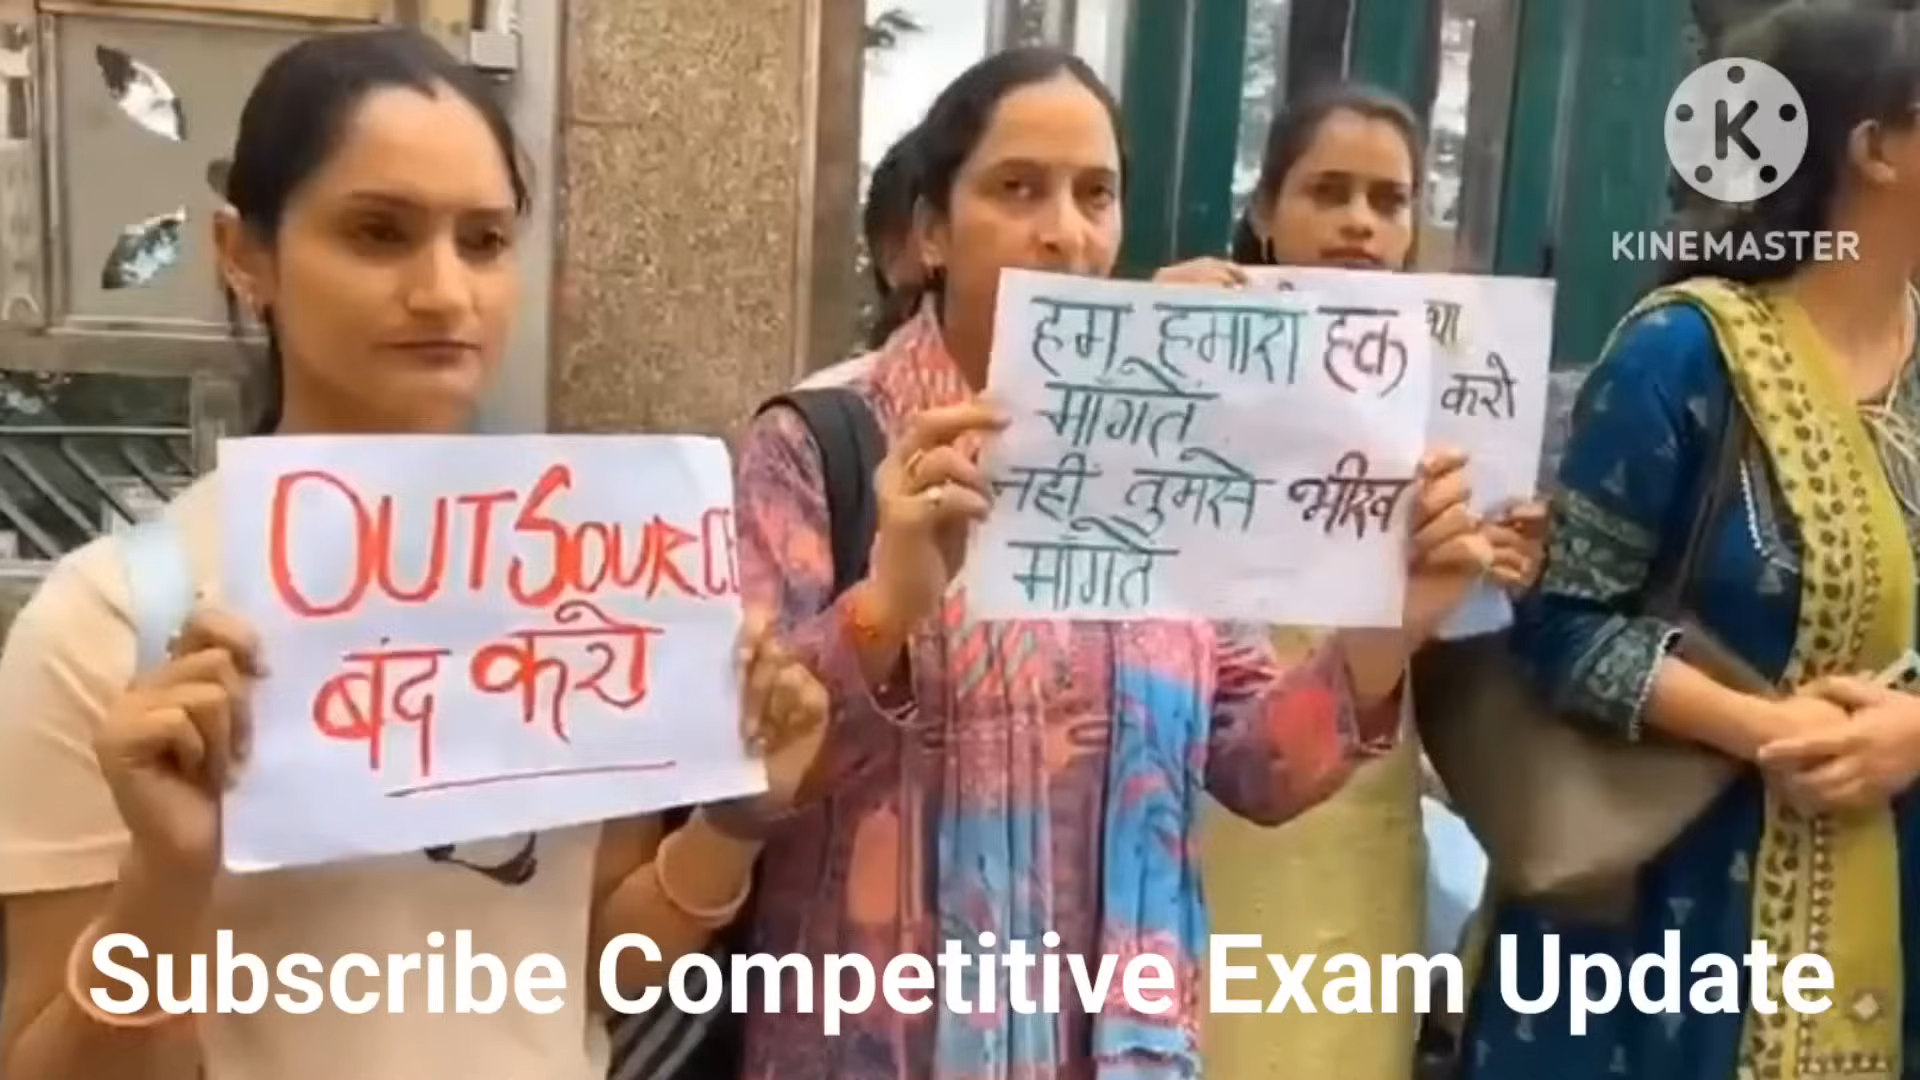 OUTSOURCE
बंद करो
हम हमारा हक
मांगते
नहीं तुमसे भीख
मांगते
करो
KINEMASTER
Subscribe Competitive Exam Update